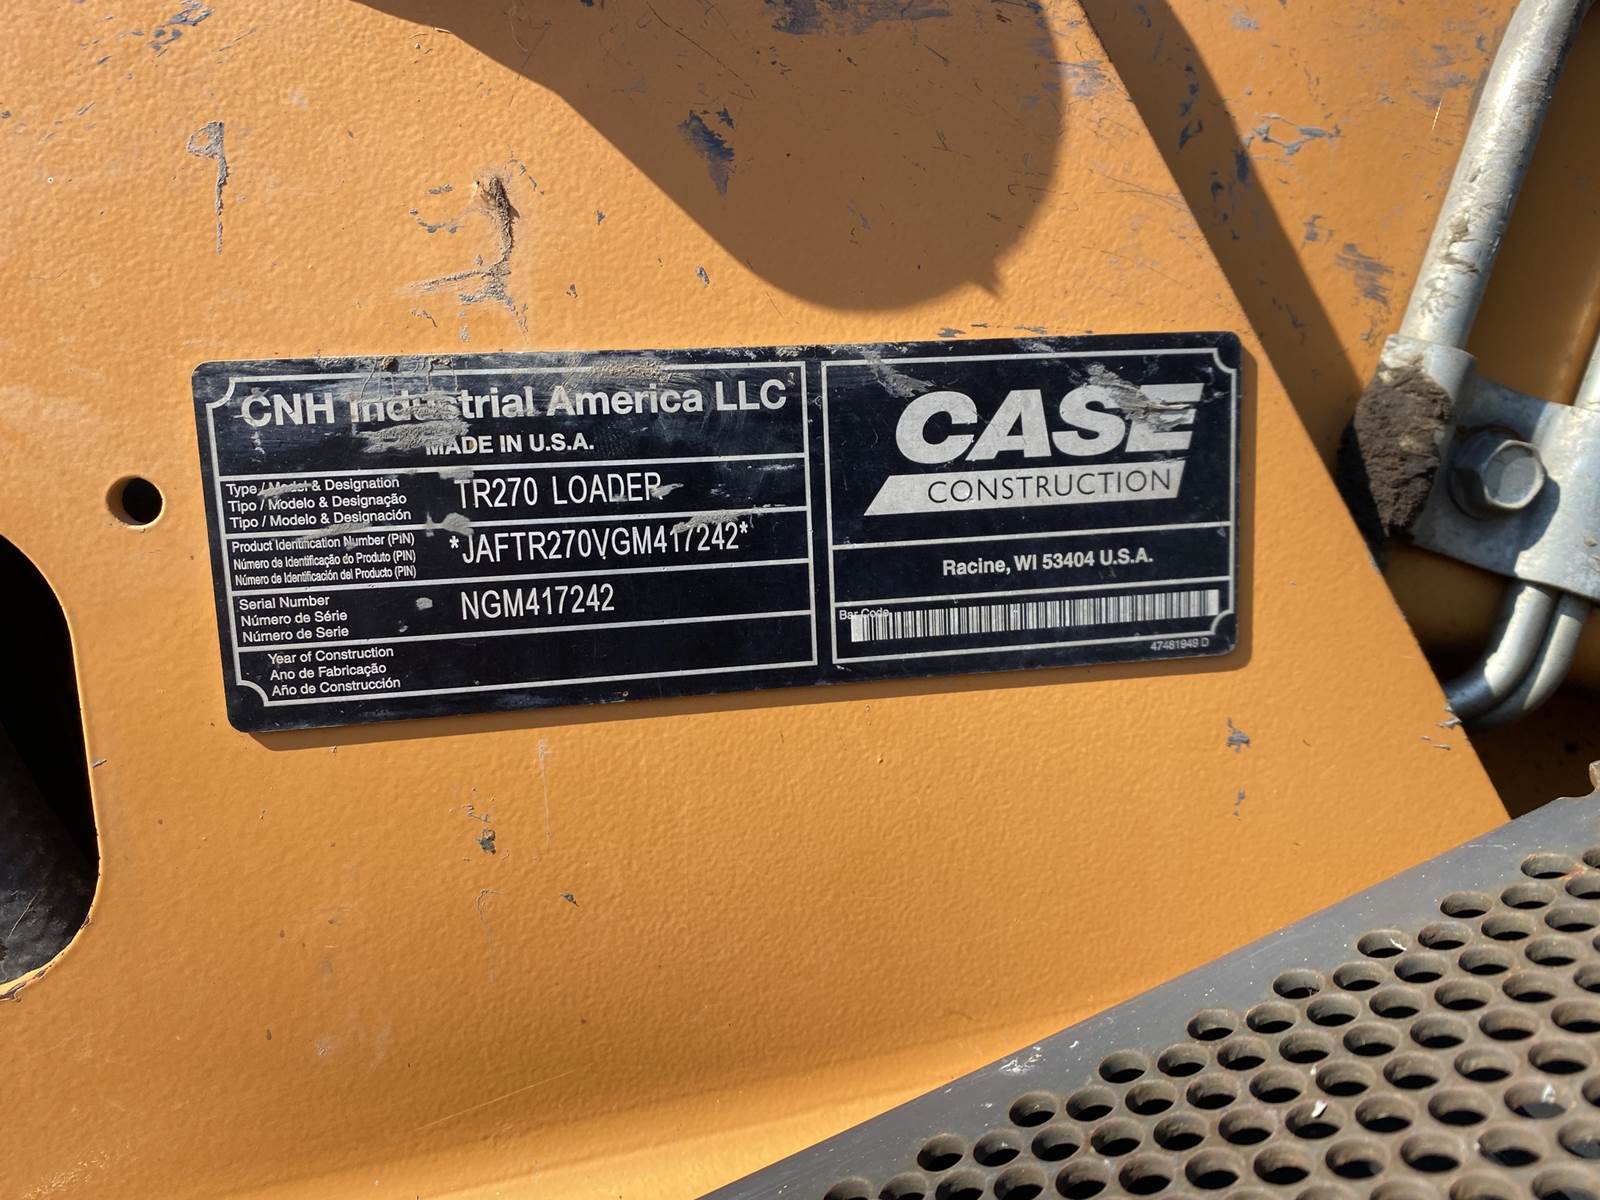 CNH Industrial America LLC
MADE IN U.S.A.
Type / Model & Designation
Tipo / Modelo & Designação
Tipo / Modelo & Designación
TR270 LOADER
Product Identification Number (PIN)
Número de Identificação do Produto (PIN)
Número de Identificación del Producto (PIN)
*JAFTR270VGM417242*
Serial Number
Número de Série
Número de Serie
NGM417242
Year of Construction
Ano de Fabricação
Año de Construcción
CASE
CONSTRUCTION
Racine, WI 53404 U.S.A.
Bar Code
47481949 D